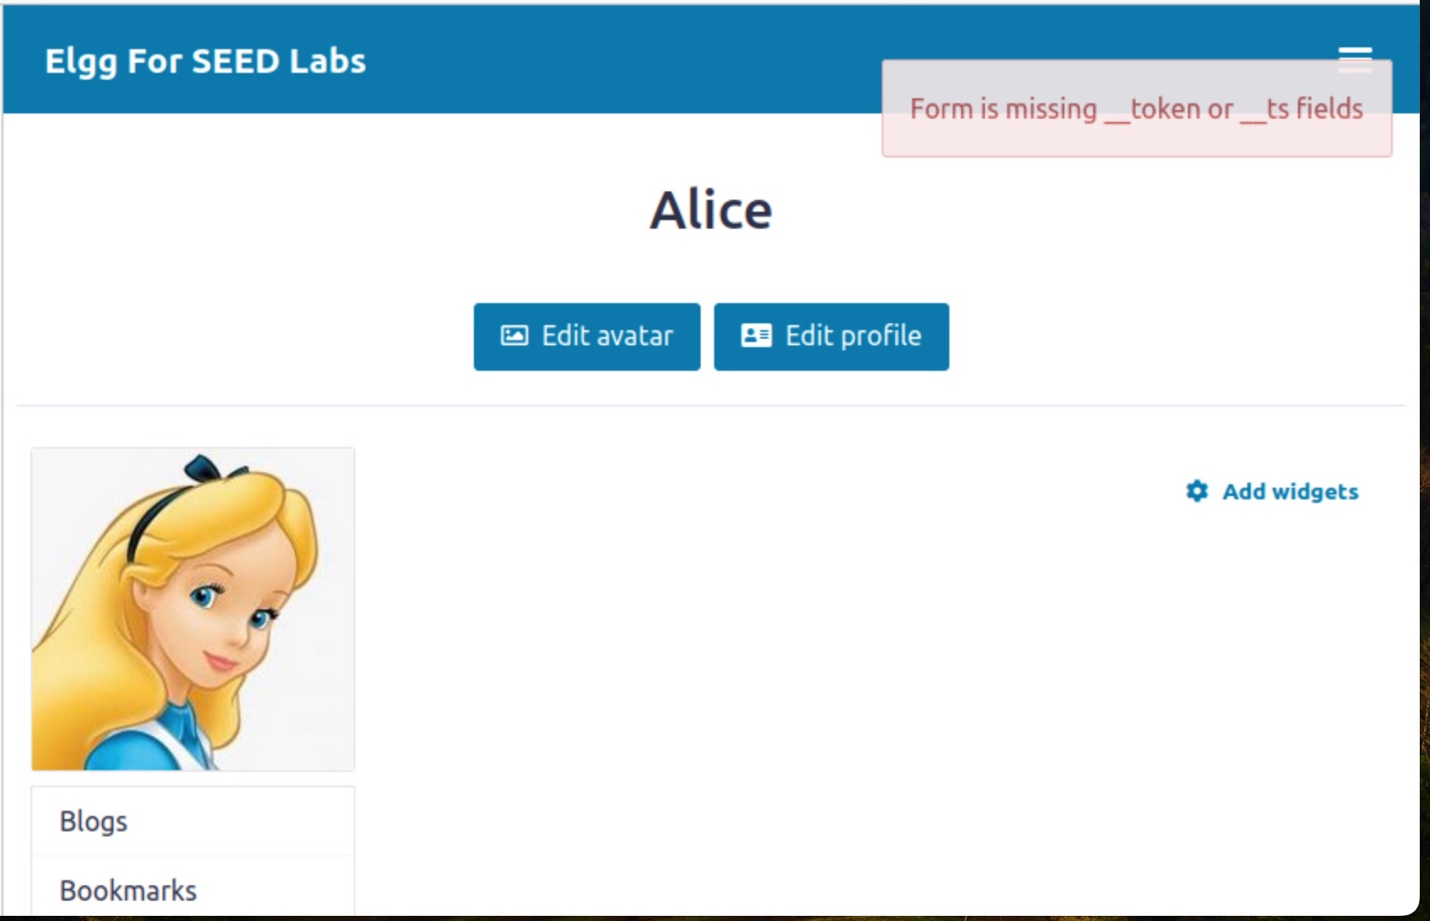 Elgg For SEED Labs
Form is missing __token or __ts fields
Alice
Edit avatar
Edit profile
Add widgets
Blogs
Bookmarks